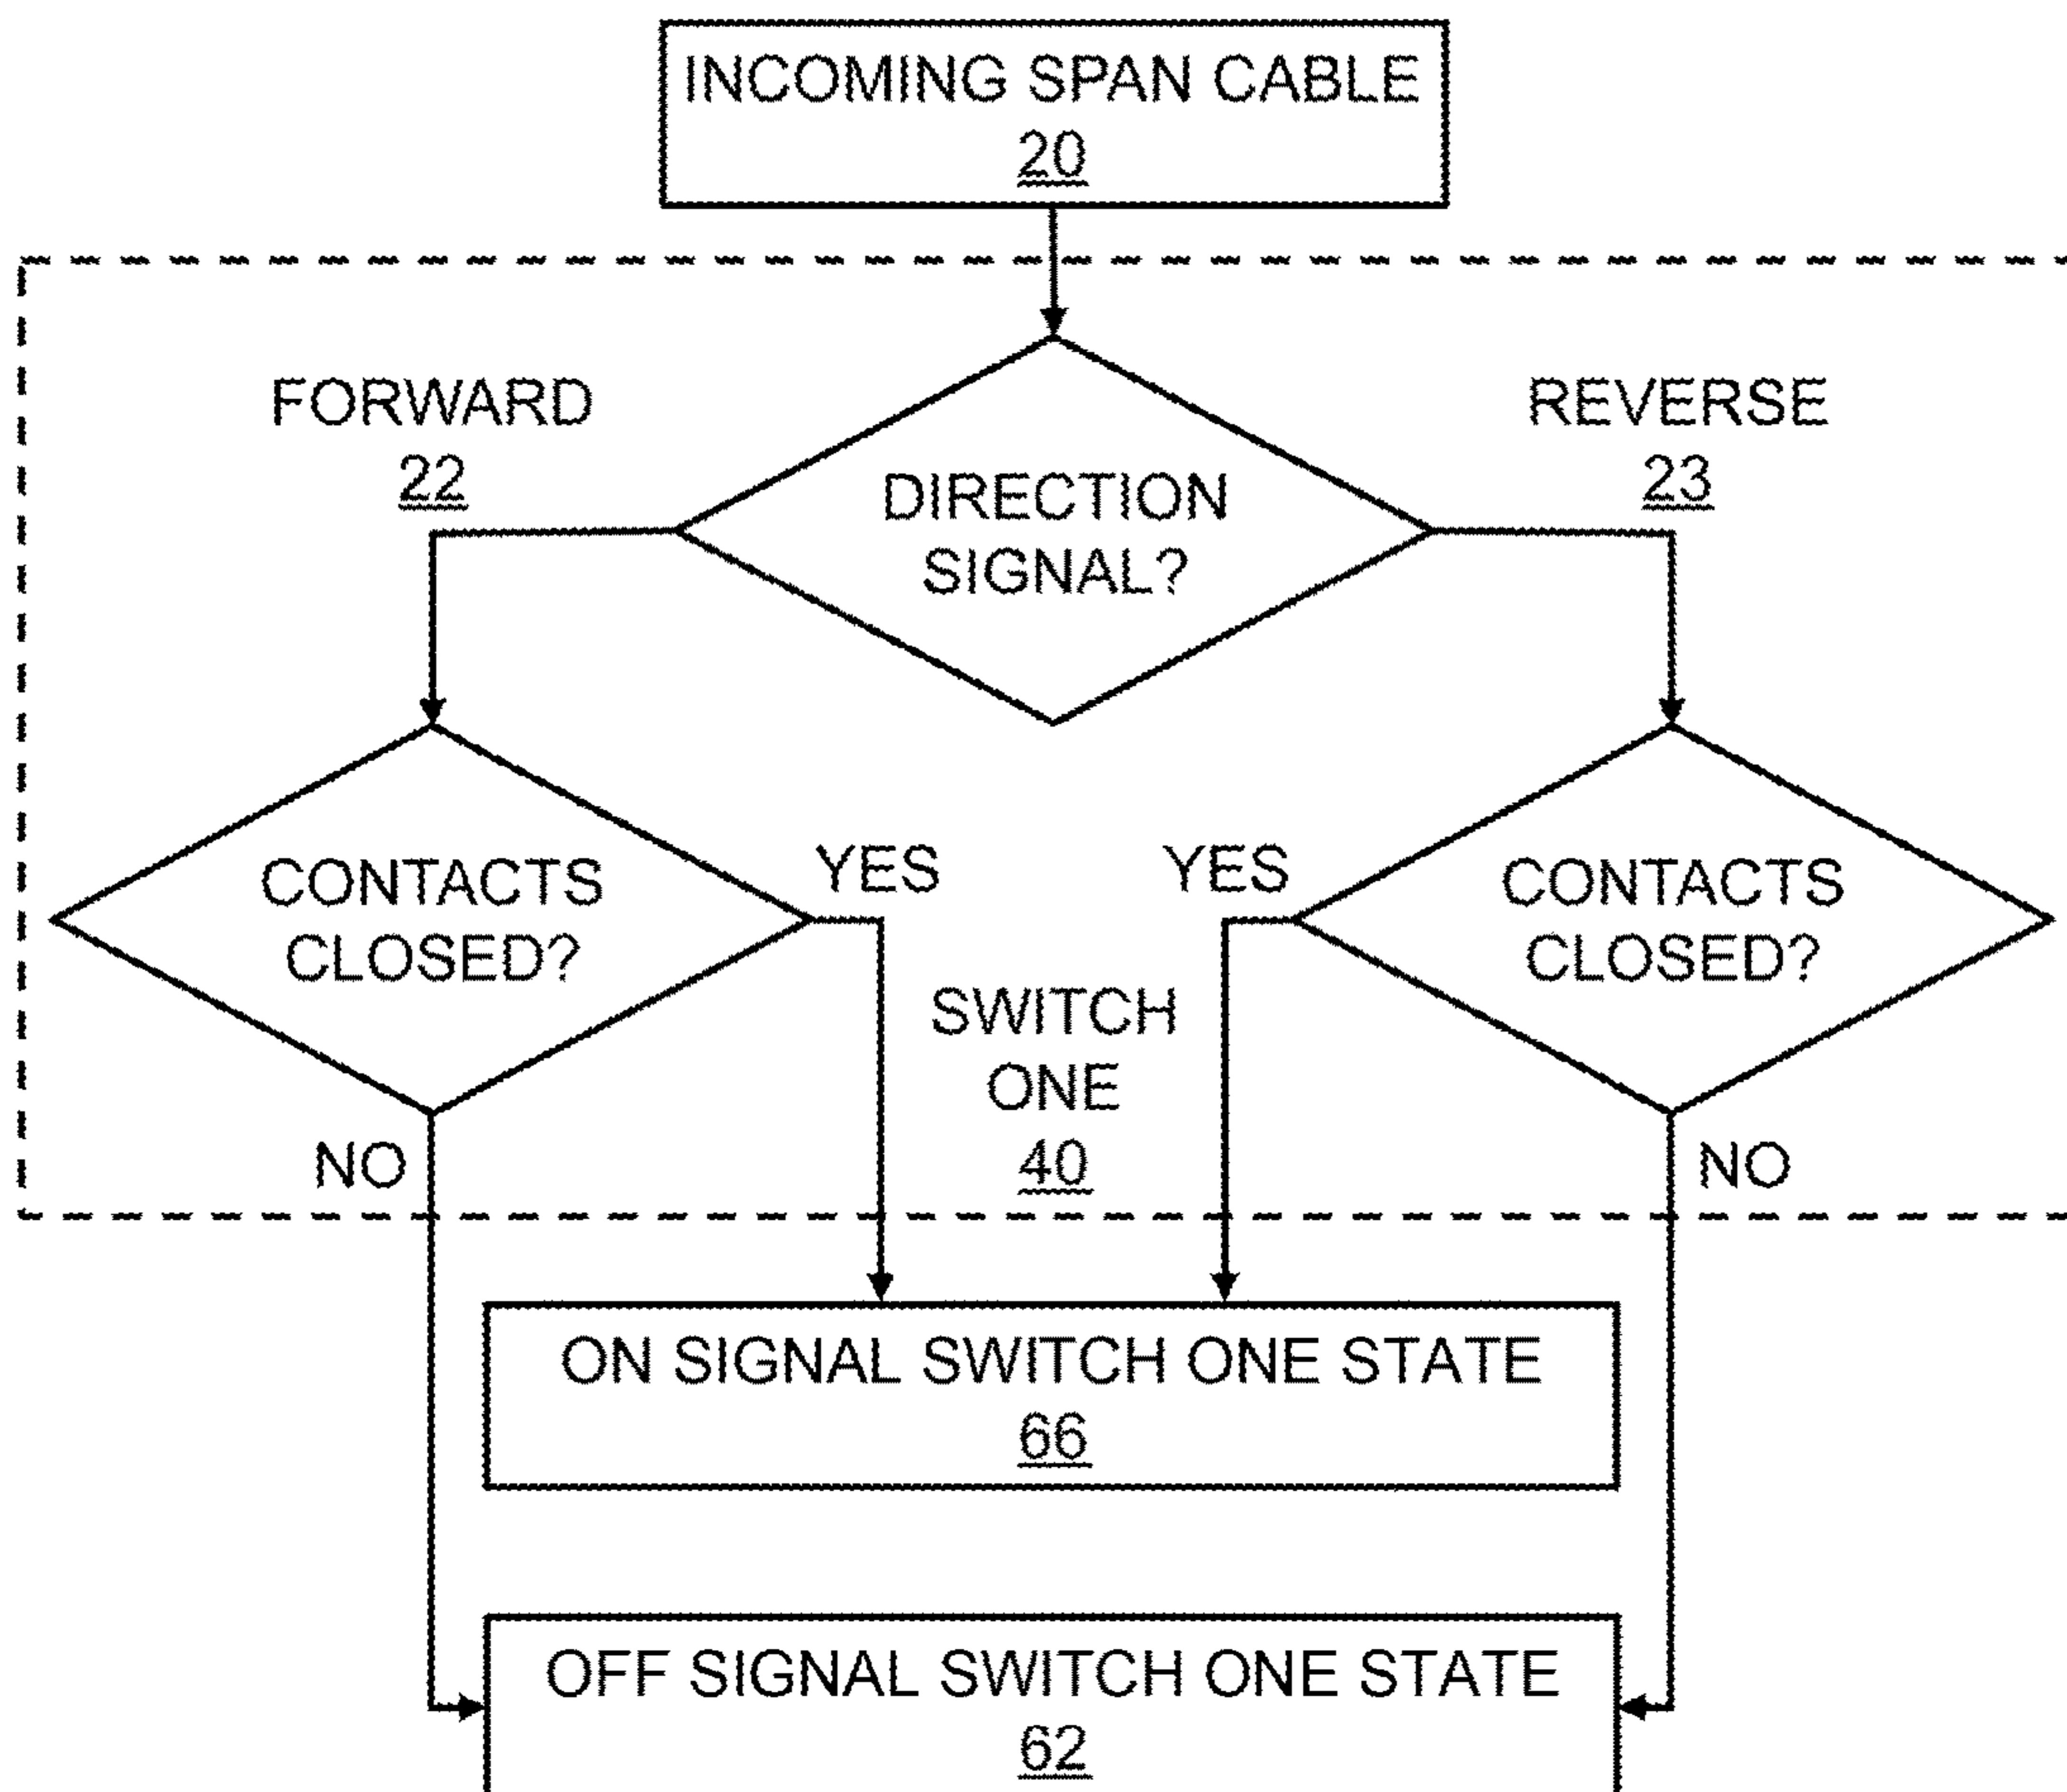 INCOMING SPAN CABLE
20
FORWARD
22
REVERSE
23
DIRECTION
SIGNAL?
CONTACTS
CLOSED?
YES
YES
CONTACTS
CLOSED?
SWITCH
ONE
40
NO
NO
ON SIGNAL SWITCH ONE STATE
66
OFF SIGNAL SWITCH ONE STATE
62